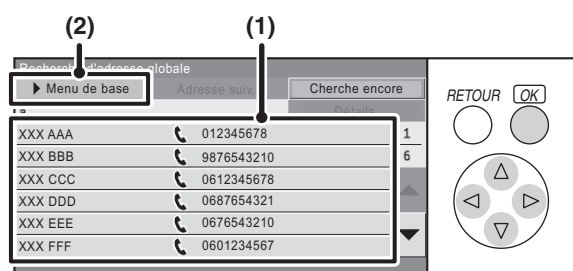 (2) (1)
Recherche d'adresse globale
Menu de base Adresse suiv. Cherche encore
Détails
XXX AAA 012345678 1
XXX BBB 9876543210 6
XXX CCC 0612345678
XXX DDD 0687654321
XXX EEE 0676543210
XXX FFF 0601234567
RETOUR OK